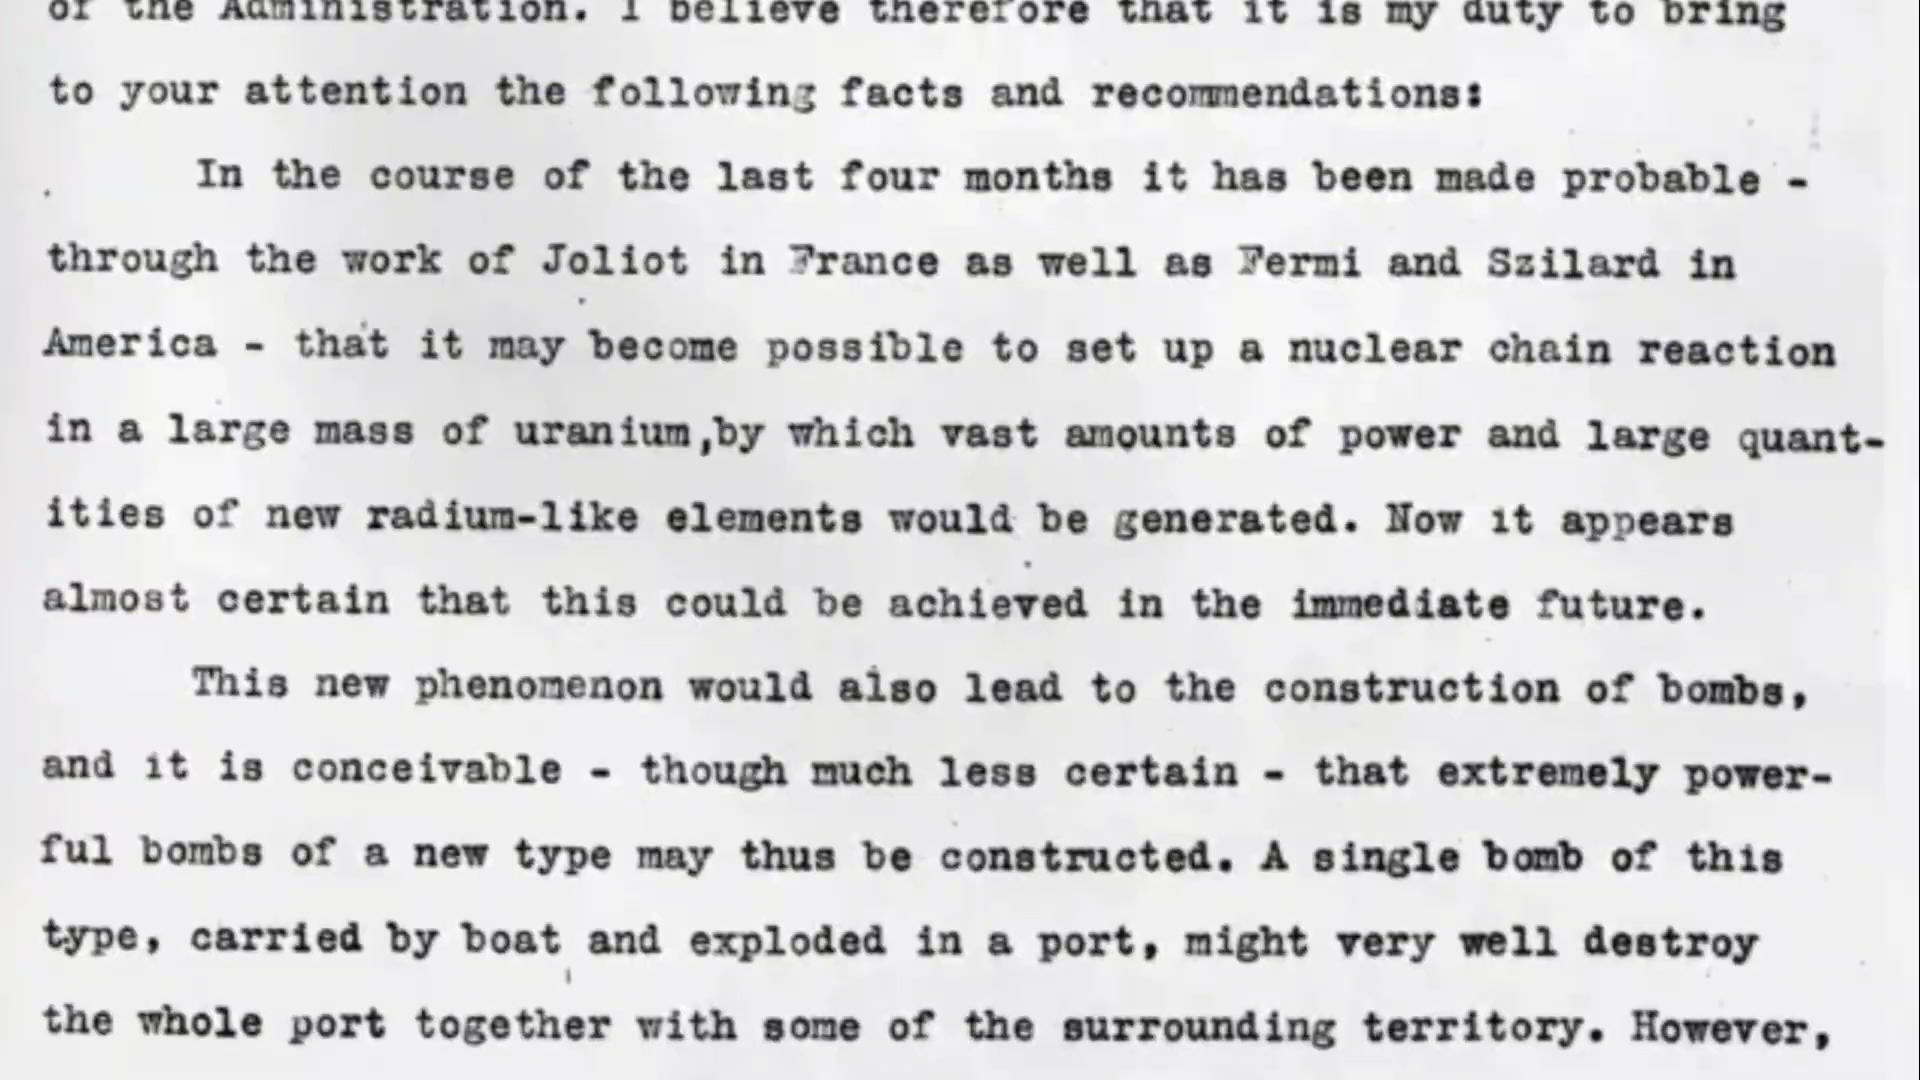 of the Administration. I believe therefore that it is my duty to bring
to your attention the following facts and recommendations:
In the course of the last four months it has been made probable -
through the work of Joliot in France as well as Fermi and Szilard in
America - that it may become possible to set up a nuclear chain reaction
in a large mass of uranium,by which vast amounts of power and large quant-
ities of new radium-like elements would be generated. Now it appears
almost certain that this could be achieved in the immediate future.
This new phenomenon would also lead to the construction of bombs,
and it is conceivable - though much less certain - that extremely power-
ful bombs of a new type may thus be constructed. A single bomb of this
type, carried by boat and exploded in a port, might very well destroy
the whole port together with some of the surrounding territory. However,